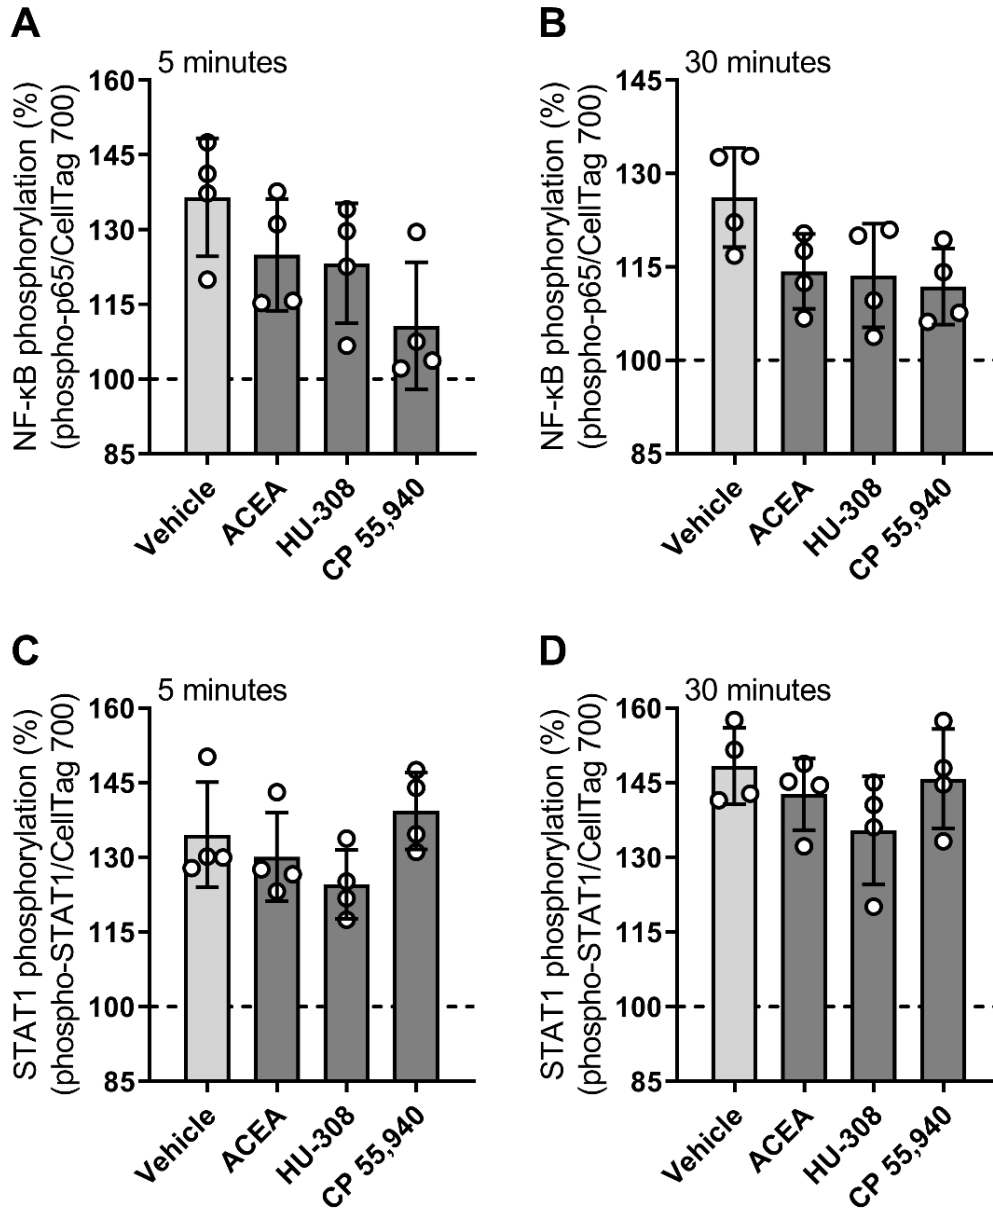 A
5 minutes
NF-κB phosphorylation (%)
(phospho-p65/CellTag 700)
160
145
130
115
100
85
Vehicle
ACEA
HU-308
CP 55,940
B
30 minutes
NF-κB phosphorylation (%)
(phospho-p65/CellTag 700)
145
130
115
100
85
Vehicle
ACEA
HU-308
CP 55,940
C
5 minutes
STAT1 phosphorylation (%)
(phospho-STAT1/CellTag 700)
160
145
130
115
100
85
Vehicle
ACEA
HU-308
CP 55,940
D
30 minutes
STAT1 phosphorylation (%)
(phospho-STAT1/CellTag 700)
160
145
130
115
100
85
Vehicle
ACEA
HU-308
CP 55,940